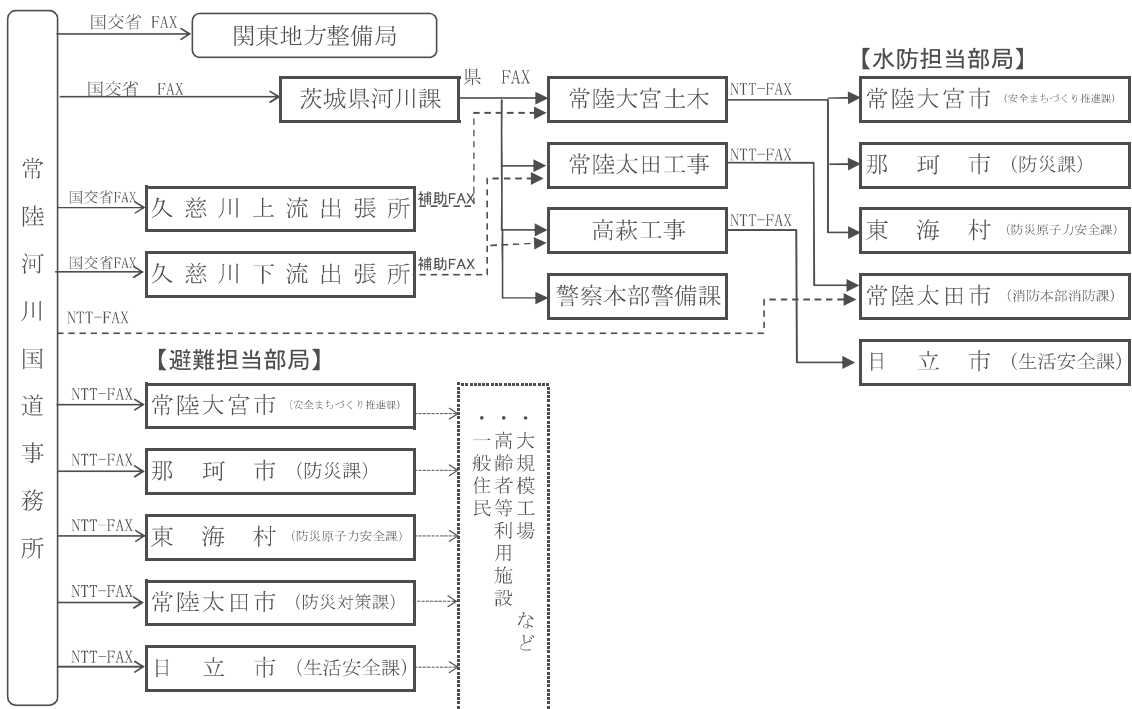 常陸河川国道事務所
国交省 FAX
関東地方整備局
国交省 FAX
茨城県河川課
県 FAX
常陸大宮土木
NTT-FAX
【水防担当部局】
常陸大宮市 (安全まちづくり推進課)
常陸太田工事
NTT-FAX
那珂市 (防災課)
国交省FAX
久慈川上流出張所
補助FAX
高萩工事
NTT-FAX
東海村 (防災原子力安全課)
国交省FAX
久慈川下流出張所
補助FAX
警察本部警備課
常陸太田市 (消防本部消防課)
NTT-FAX
日立市 (生活安全課)
【避難担当部局】
NTT-FAX
常陸大宮市 (安全まちづくり推進課)
NTT-FAX
那珂市 (防災課)
NTT-FAX
東海村 (防災原子力安全課)
NTT-FAX
常陸太田市 (防災対策課)
NTT-FAX
日立市 (生活安全課)
・大規模工場 など
・高齢者等利用施設
・一般住民